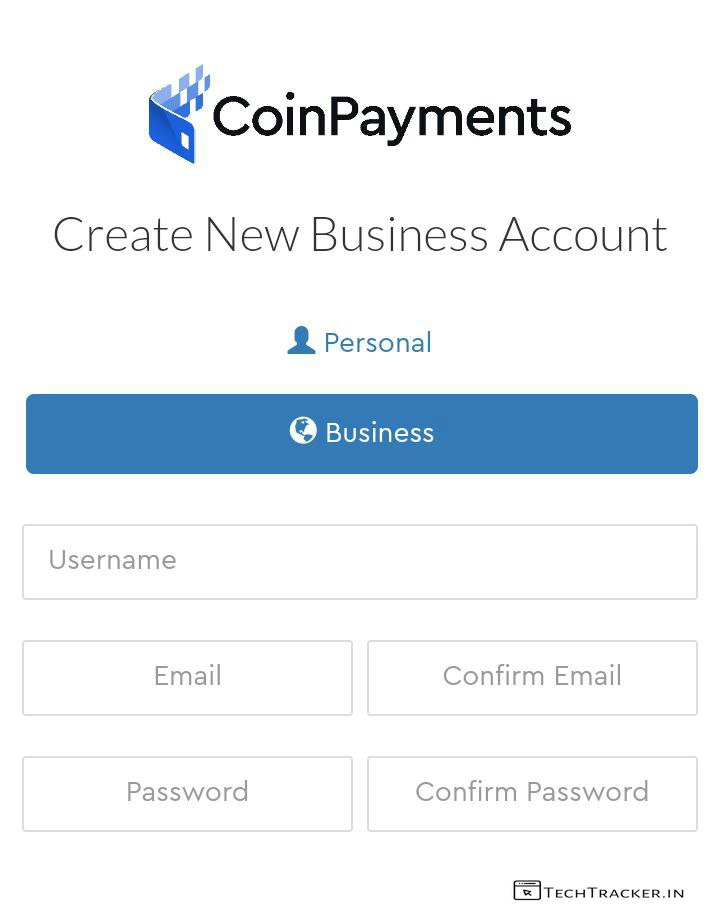 CoinPayments
Create New Business Account
Personal
Business
Username
Email Confirm Email
Password Confirm Password
TECHTRACKER.IN